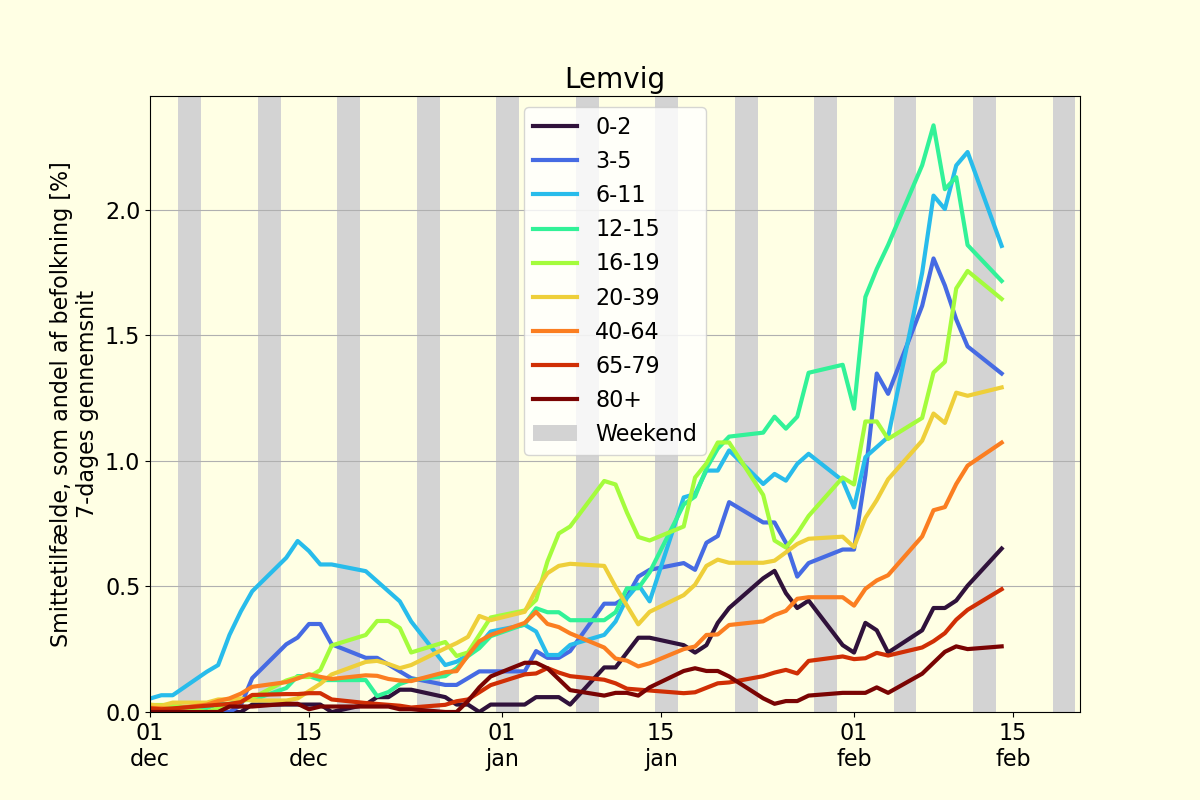 Lemvig
Smittetilfælde, som andel af befolkning [%]
7-dages gennemsnit
2.0
1.5
1.0
0.5
0.0
0-2
3-5
6-11
12-15
16-19
20-39
40-64
65-79
80+
Weekend
01 15 01 15 01 15
dec dec jan jan feb feb